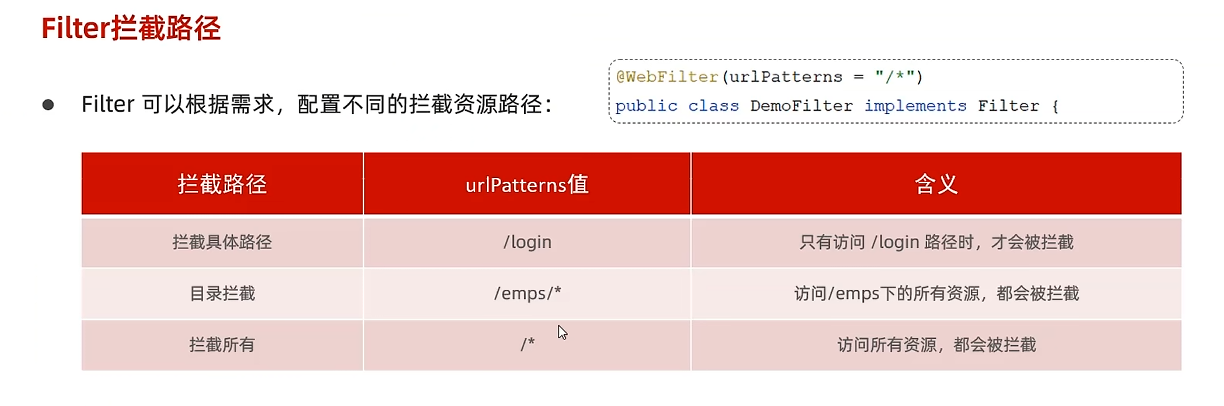 Filter拦截路径
● Filter 可以根据需求，配置不同的拦截资源路径：
@WebFilter(urlPatterns = "/*")
public class DemoFilter implements Filter {
拦截路径 urlPatterns值 含义
拦截具体路径 /login 只有访问 /login 路径时，才会被拦截
目录拦截 /emps/* 访问/emps下的所有资源，都会被拦截
拦截所有 /* 访问所有资源，都会被拦截